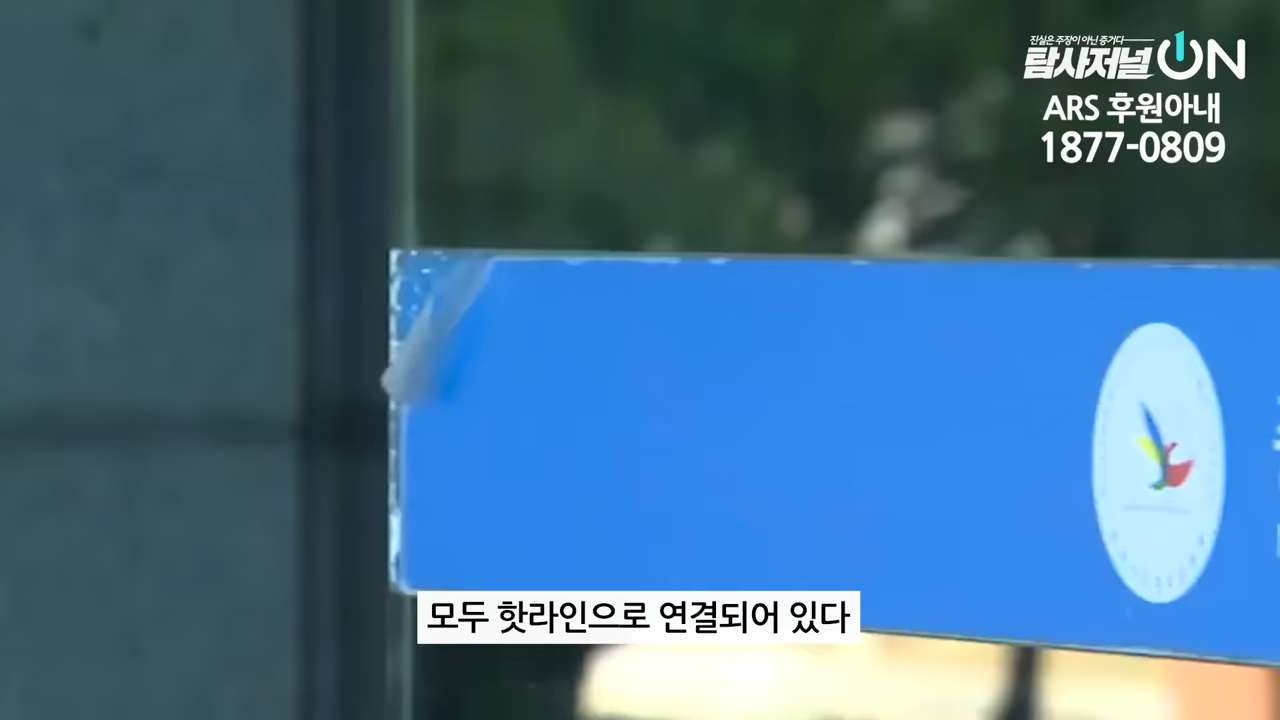 진실은 주장이 아닌 증거다
탐사저널 ON
ARS 후원아내
1877-0809
모두 핫라인으로 연결되어 있다